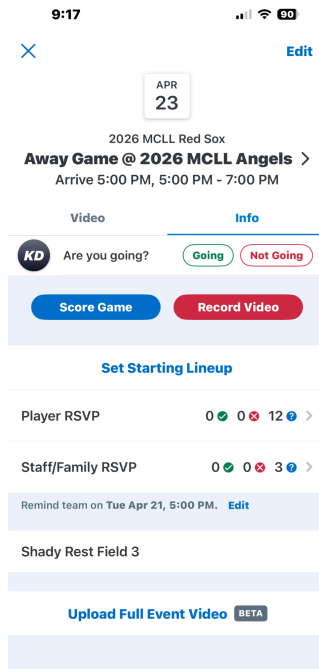 9:17
90
Edit
APR
23
2026 MCLL Red Sox
Away Game @ 2026 MCLL Angels
Arrive 5:00 PM, 5:00 PM - 7:00 PM
Video Info
KD Are you going? Going Not Going
Score Game Record Video
Set Starting Lineup
Player RSVP 0 0 12 ?
Staff/Family RSVP 0 0 3 ?
Remind team on Tue Apr 21, 5:00 PM. Edit
Shady Rest Field 3
Upload Full Event Video BETA